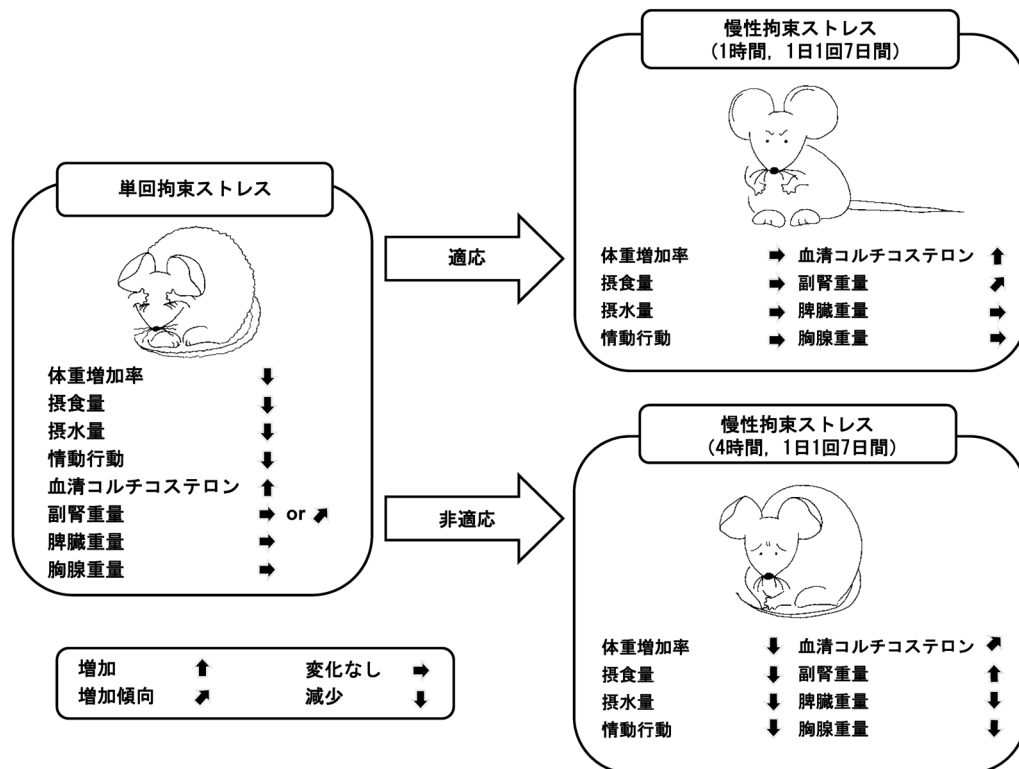 単回拘束ストレス
体重増加率 ⬇
摂食量 ⬇
摂水量 ⬇
情動行動 ⬇
血清コルチコステロン ⬆
副腎重量 ➡ or ⬈
脾臓重量 ➡
胸腺重量 ➡
適応
非適応
慢性拘束ストレス
(1時間, 1日1回7日間)
体重増加率 ➡ 血清コルチコステロン ⬆
摂食量 ➡ 副腎重量 ⬈
摂水量 ➡ 脾臓重量 ➡
情動行動 ➡ 胸腺重量 ➡
慢性拘束ストレス
(4時間, 1日1回7日間)
体重増加率 ⬇ 血清コルチコステロン ⬈
摂食量 ⬇ 副腎重量 ⬆
摂水量 ⬇ 脾臓重量 ⬇
情動行動 ⬇ 胸腺重量 ⬇
増加 ⬆ 変化なし ➡
増加傾向 ⬈ 減少 ⬇